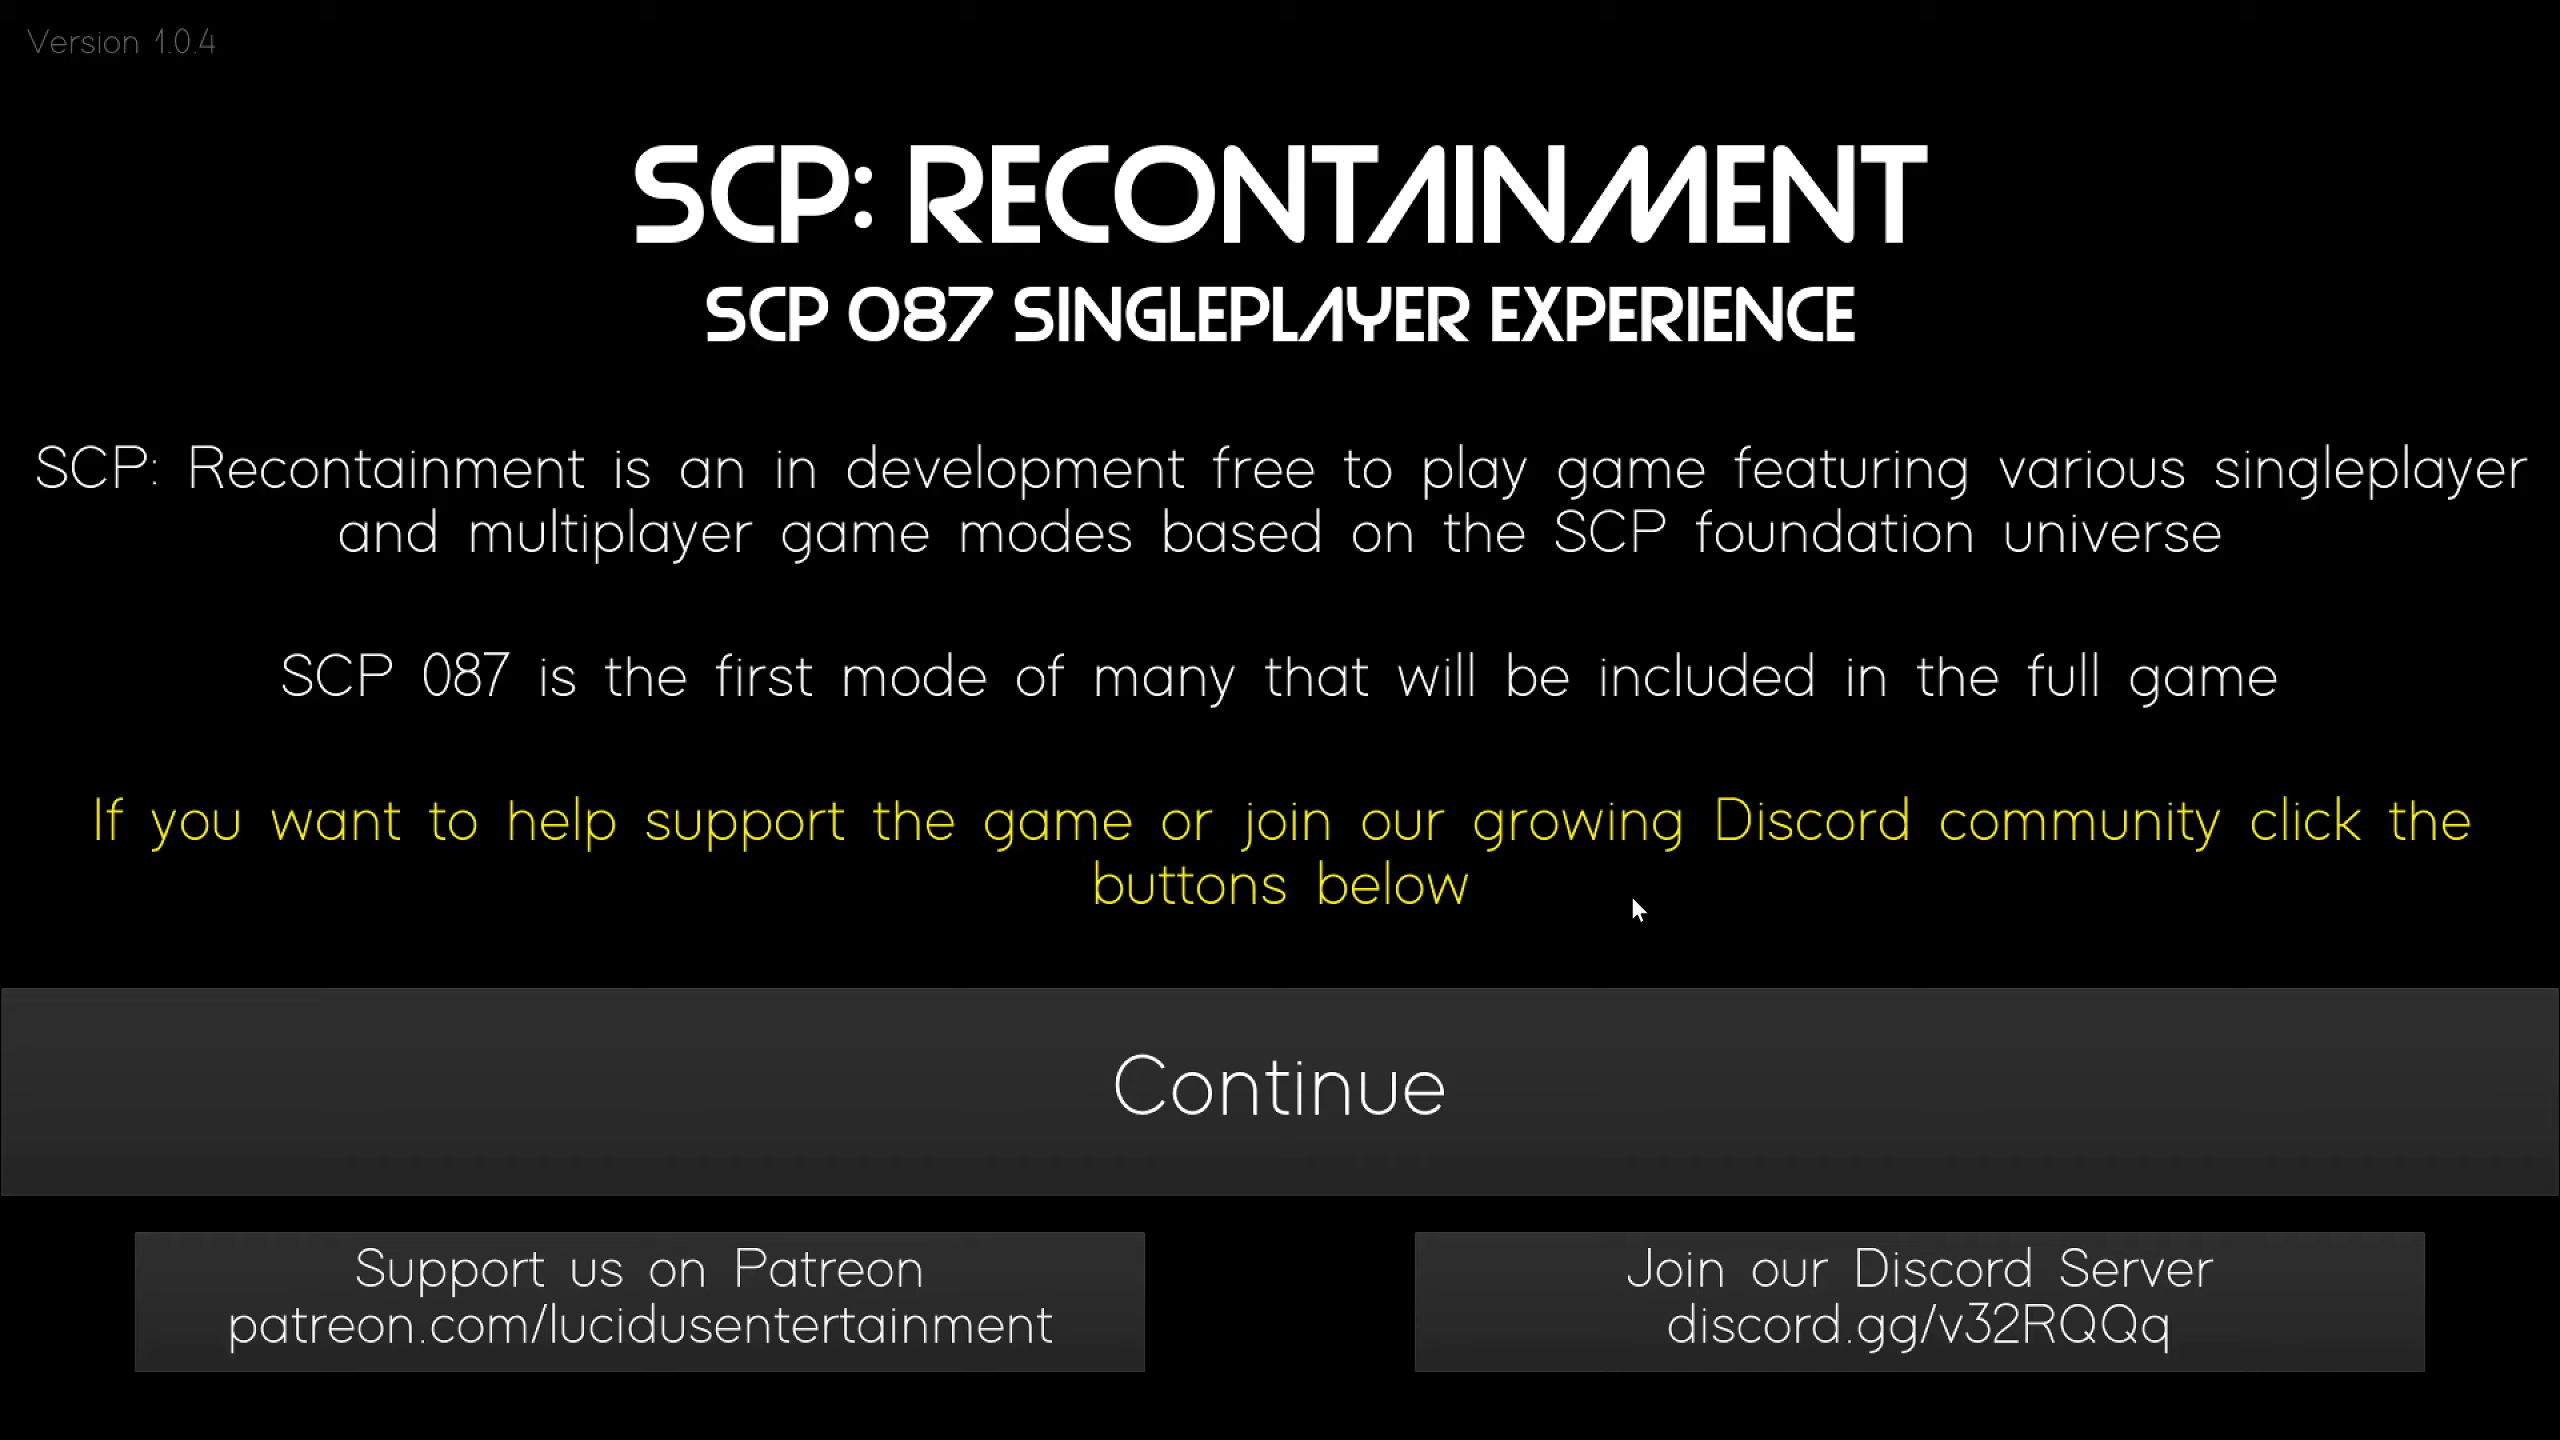 Version 1.0.4
SCP: RECONTAINMENT
SCP 087 SINGLEPLAYER EXPERIENCE
SCP: Recontainment is an in development free to play game featuring various singleplayer
and multiplayer game modes based on the SCP foundation universe
SCP 087 is the first mode of many that will be included in the full game
If you want to help support the game or join our growing Discord community click the
buttons below
Continue
Support us on Patreon
patreon.com/lucidusentertainment
Join our Discord Server
discord.gg/v32RQQq